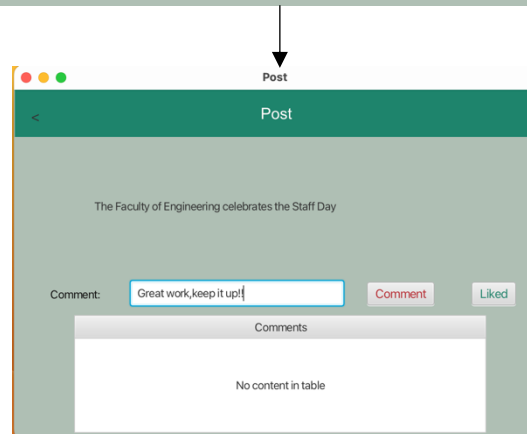 Post
< Post
The Faculty of Engineering celebrates the Staff Day
Comment: Great work,keep it up!! Comment Liked
Comments
No content in table